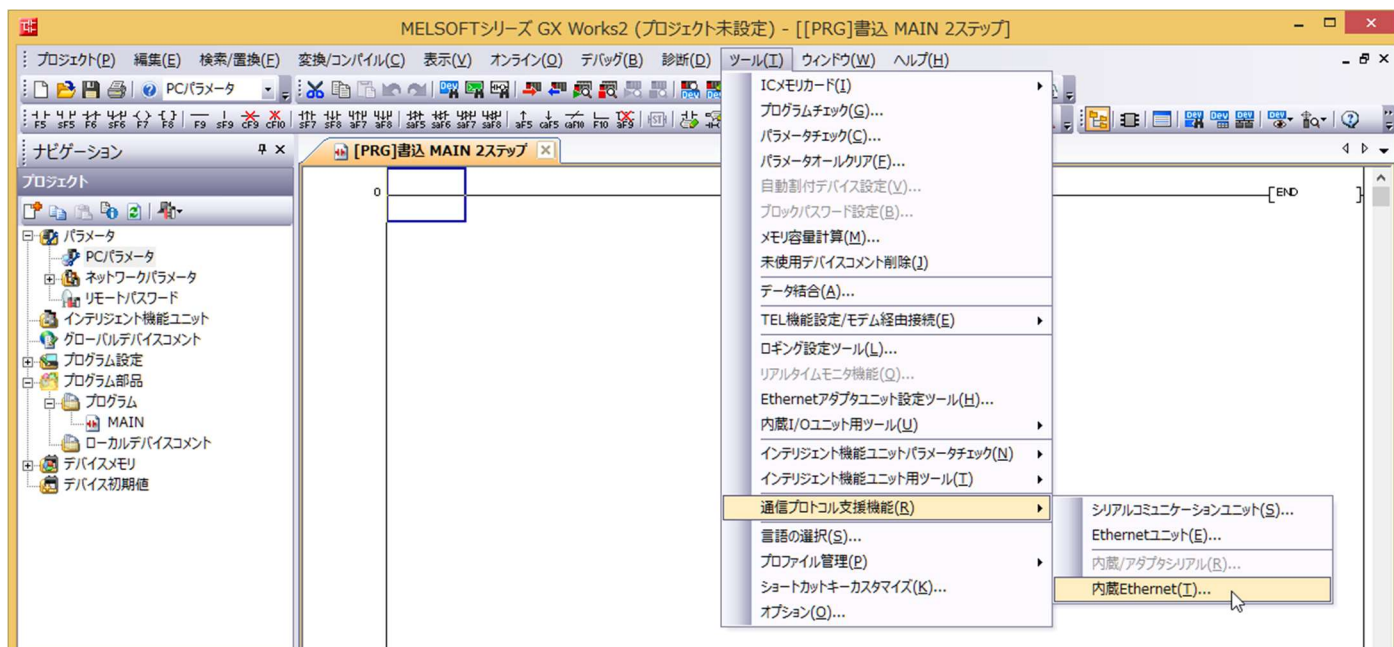 MELSOFTシリーズ GX Works2 (プロジェクト未設定) - [[PRG]書込 MAIN 2ステップ]
プロジェクト(P) 編集(E) 検索/置換(F) 変換/コンパイル(C) 表示(V) オンライン(O) デバッグ(B) 診断(D) ツール(T) ウィンドウ(W) ヘルプ(H)
PCパラメータ
F5 sF5 F6 sF6 F7 F8 F9 sF9 cF9 cF10 sF7 sF8 aF7 aF8 saF5 saF6 saF7 saF8 aF5 caF5 caF10 F10 aF9
ナビゲーション
[PRG]書込 MAIN 2ステップ
プロジェクト
パラメータ
PCパラメータ
ネットワークパラメータ
リモートパスワード
インテリジェント機能ユニット
グローバルデバイスコメント
プログラム設定
プログラム部品
プログラム
MAIN
ローカルデバイスコメント
デバイスメモリ
デバイス初期値
0
END
ICメモリカード(I)
プログラムチェック(G)...
パラメータチェック(C)...
パラメータオールクリア(F)...
自動割付デバイス設定(V)...
ブロックパスワード設定(B)...
メモリ容量計算(M)...
未使用デバイスコメント削除(J)
データ結合(A)...
TEL機能設定/モデム経由接続(E)
ロギング設定ツール(L)...
リアルタイムモニタ機能(Q)...
Ethernetアダプタユニット設定ツール(H)...
内蔵I/Oユニット用ツール(U)
インテリジェント機能ユニットパラメータチェック(N)
インテリジェント機能ユニット用ツール(T)
通信プロトコル支援機能(R)
言語の選択(S)...
プロファイル管理(P)
ショートカットキーカスタマイズ(K)...
オプション(O)...
シリアルコミュニケーションユニット(S)...
Ethernetユニット(E)...
内蔵/アダプタシリアル(R)...
内蔵Ethernet(T)...